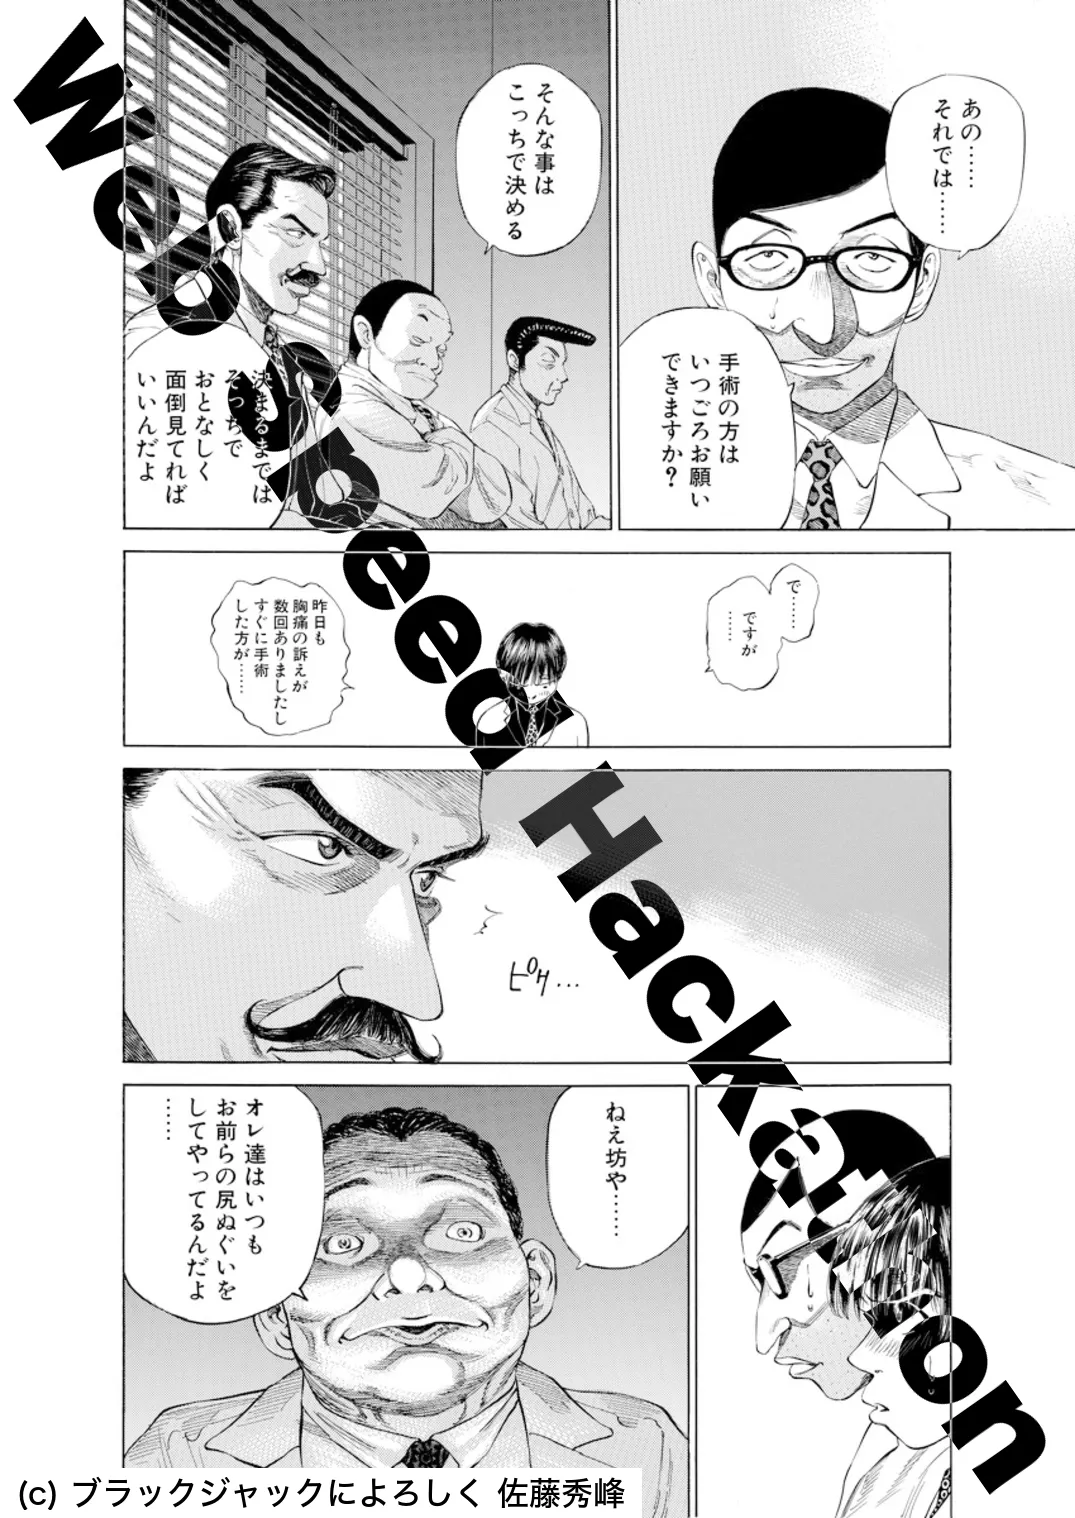 あの……
それでは……
手術の方は
いつごろお願い
できますか？
そんな事は
こっちで決める
決まるまでは
そっちで
おとなしく
面倒見てれば
いいんだよ
で……
ですが
……
昨日も
胸痛の訴えが
数回ありましたし
すぐに手術
した方が……
ピク…
ねえ坊や……
オレ達はいつも
お前らの尻ぬぐいを
してやってるんだよ
……
Webp Speed Hackathon
(c) ブラックジャックによろしく 佐藤秀峰